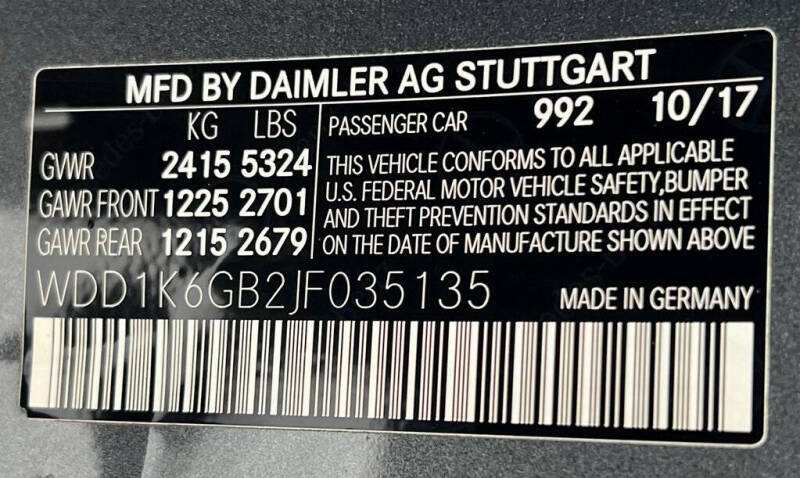 MFD BY DAIMLER AG STUTTGART
KG LBS
PASSENGER CAR 992 10/17
GVWR 2415 5324
GAWR FRONT 1225 2701
GAWR REAR 1215 2679
THIS VEHICLE CONFORMS TO ALL APPLICABLE
U.S. FEDERAL MOTOR VEHICLE SAFETY,BUMPER
AND THEFT PREVENTION STANDARDS IN EFFECT
ON THE DATE OF MANUFACTURE SHOWN ABOVE
WDD1K6GB2JF035135
MADE IN GERMANY